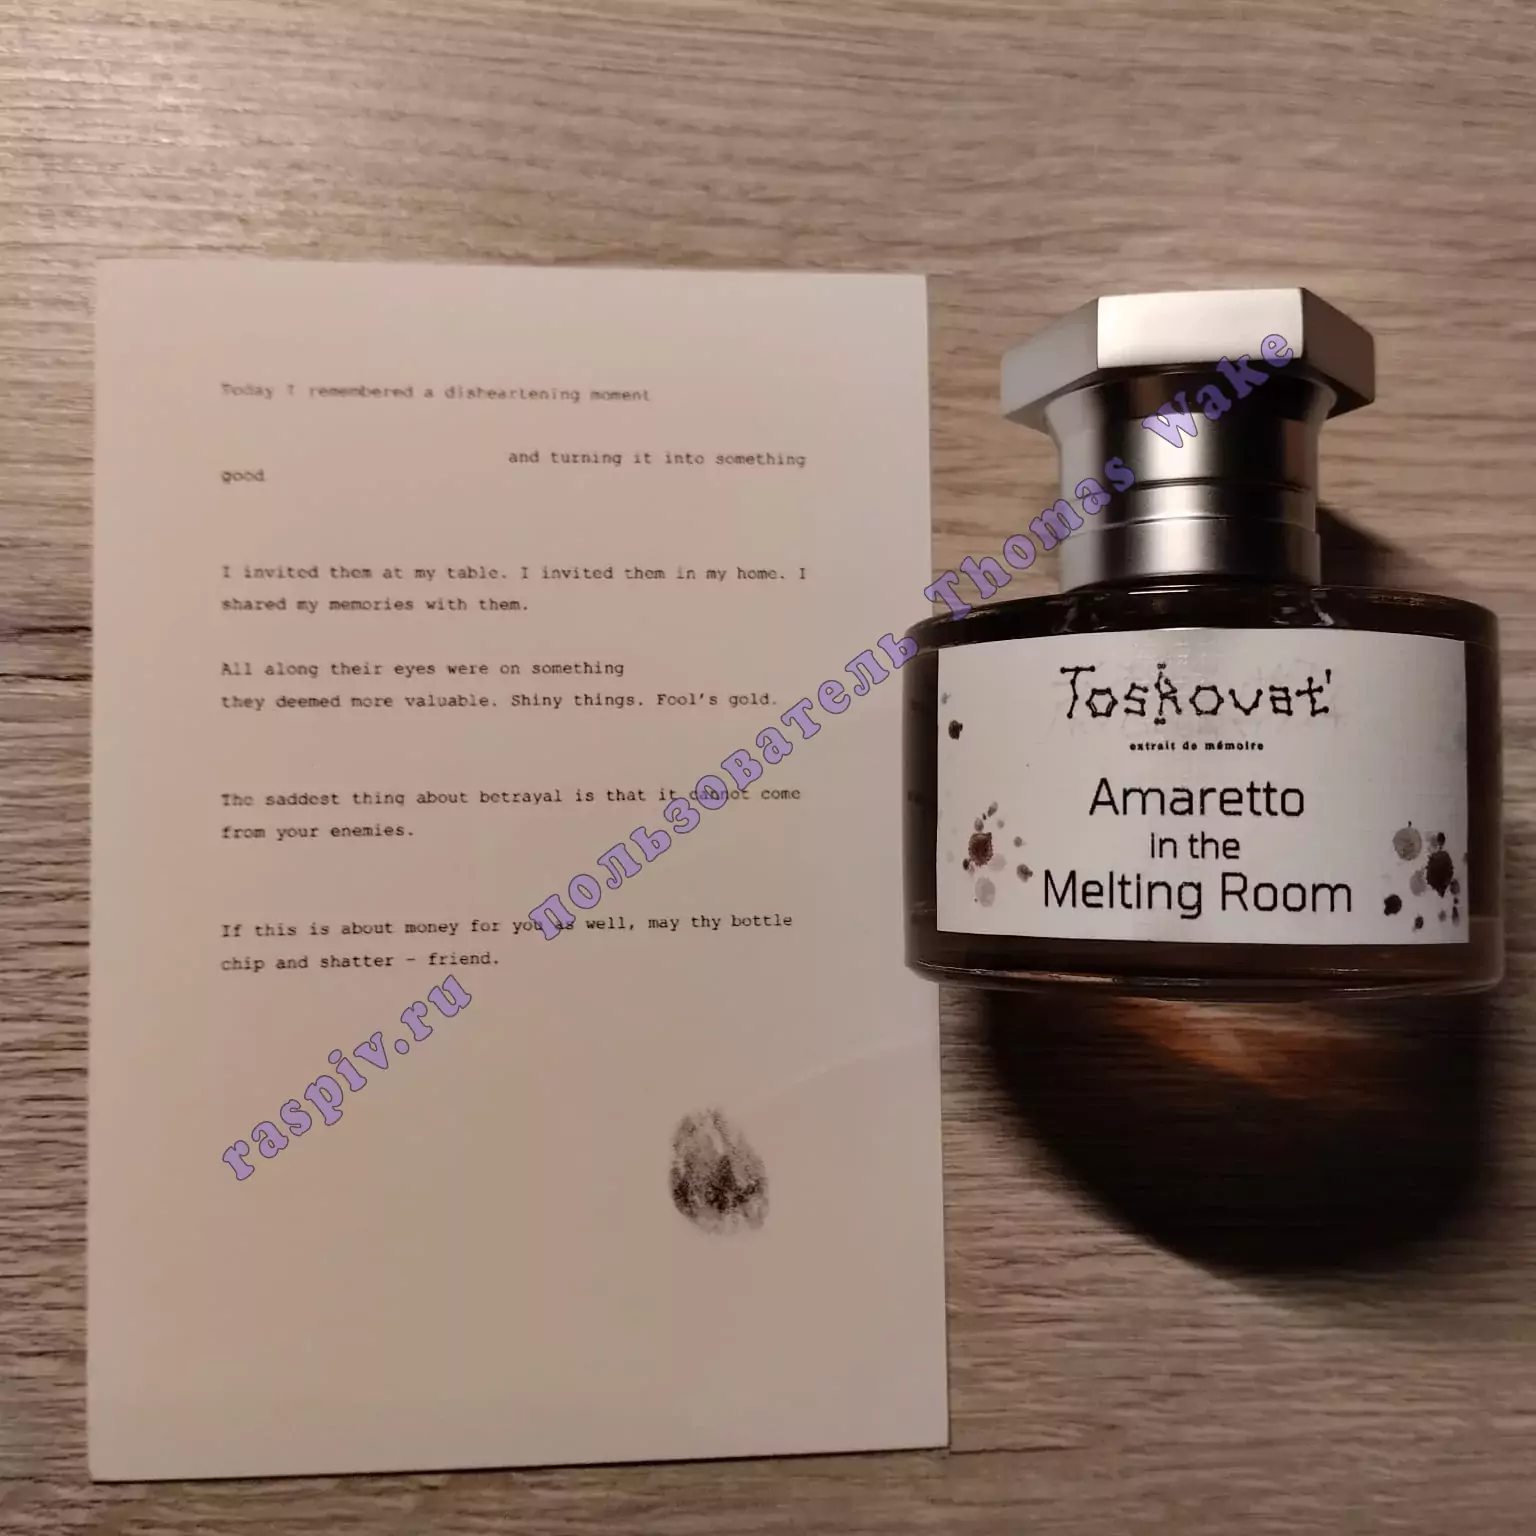 Today I remembered a disheartening moment
and turning it into something
good
I invited them at my table. I invited them in my home. I
shared my memories with them.
All along their eyes were on something
they deemed more valuable. Shiny things. Fool's gold.
The saddest thing about betrayal is that it cannot come
from your enemies.
If this is about money for you as well, may thy bottle
chip and shatter – friend.
Toskovat'
extrait de mémoire
Amaretto
in the
Melting Room
raspiv.ru пользователь Thomas Wake